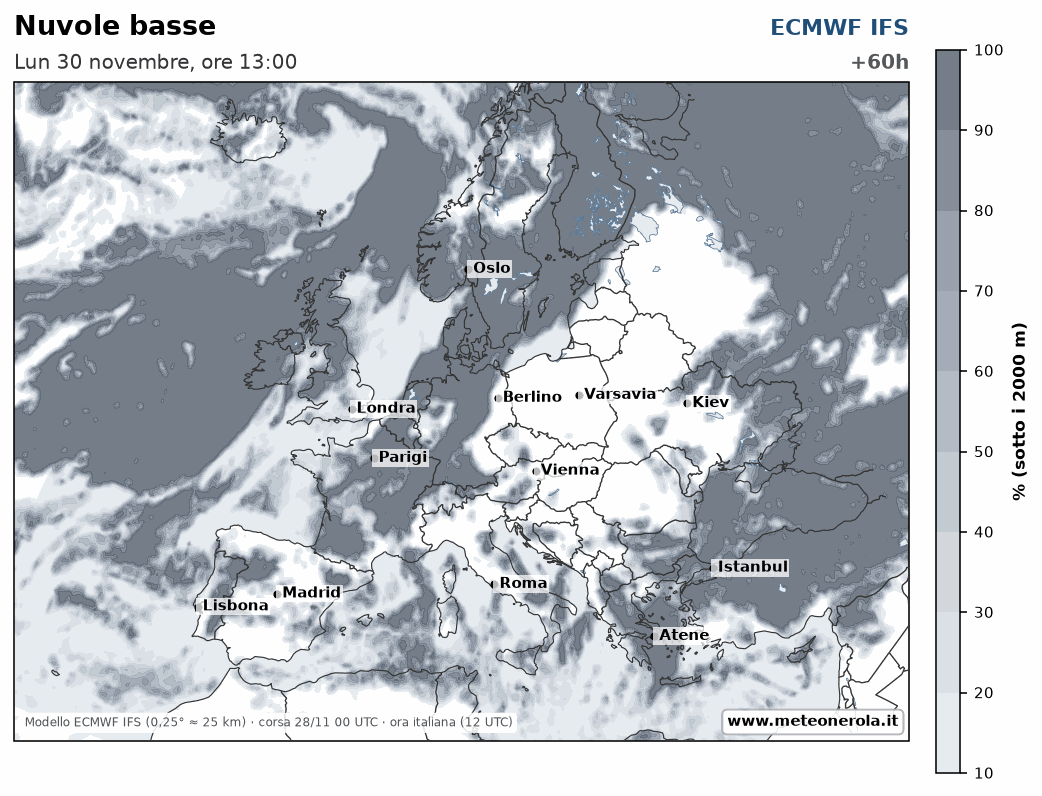 Nuvole basse
ECMWF IFS
Lun 30 novembre, ore 13:00
+60h
Oslo
Londra
Berlino
Varsavia
Kiev
Parigi
Vienna
Madrid
Lisbona
Roma
Istanbul
Atene
Modello ECMWF IFS (0,25° ≈ 25 km) · corsa 28/11 00 UTC · ora italiana (12 UTC)
www.meteonerola.it
100
90
80
70
60
50
40
30
20
10
% (sotto i 2000 m)